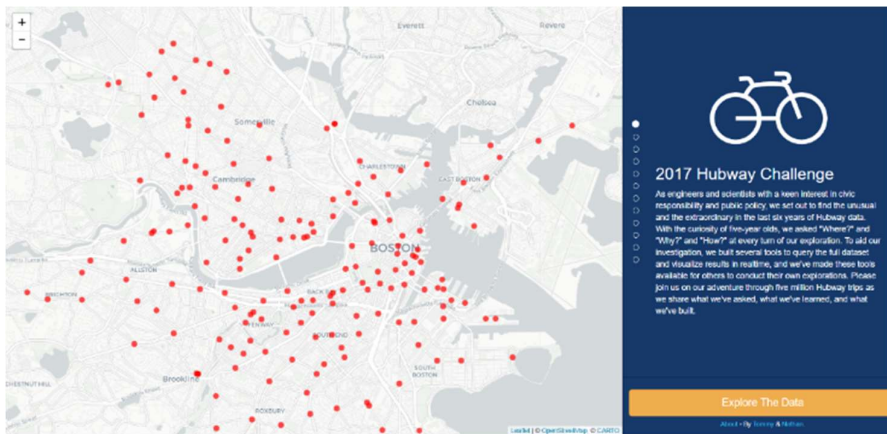 +
−
Everett
Revere
Chelsea
Somerville
Cambridge
CHARLESTOWN
EAST BOSTON
BOSTON
ALLSTON
BRIGHTON
BACK BAY
FENWAY
SOUTH END
Brookline
SOUTH BOSTON
CHESTNUT HILL
ROXBURY
Leaflet | © OpenStreetMap © CARTO
2017 Hubway Challenge
As engineers and scientists with a keen interest in civic
responsibility and public policy, we set out to find the unusual
and the extraordinary in the last six years of Hubway data.
With the curiosity of five-year olds, we asked "Where?" and
"Why?" and "How?" at every turn of our exploration. To aid our
investigation, we built several tools to query the full dataset
and visualize results in realtime, and we've made these tools
available for others to conduct their own explorations. Please
join us on our adventure through five million Hubway trips as
we share what we've asked, what we've learned, and what
we've built.
Explore The Data
About • By Tommy & Nathan